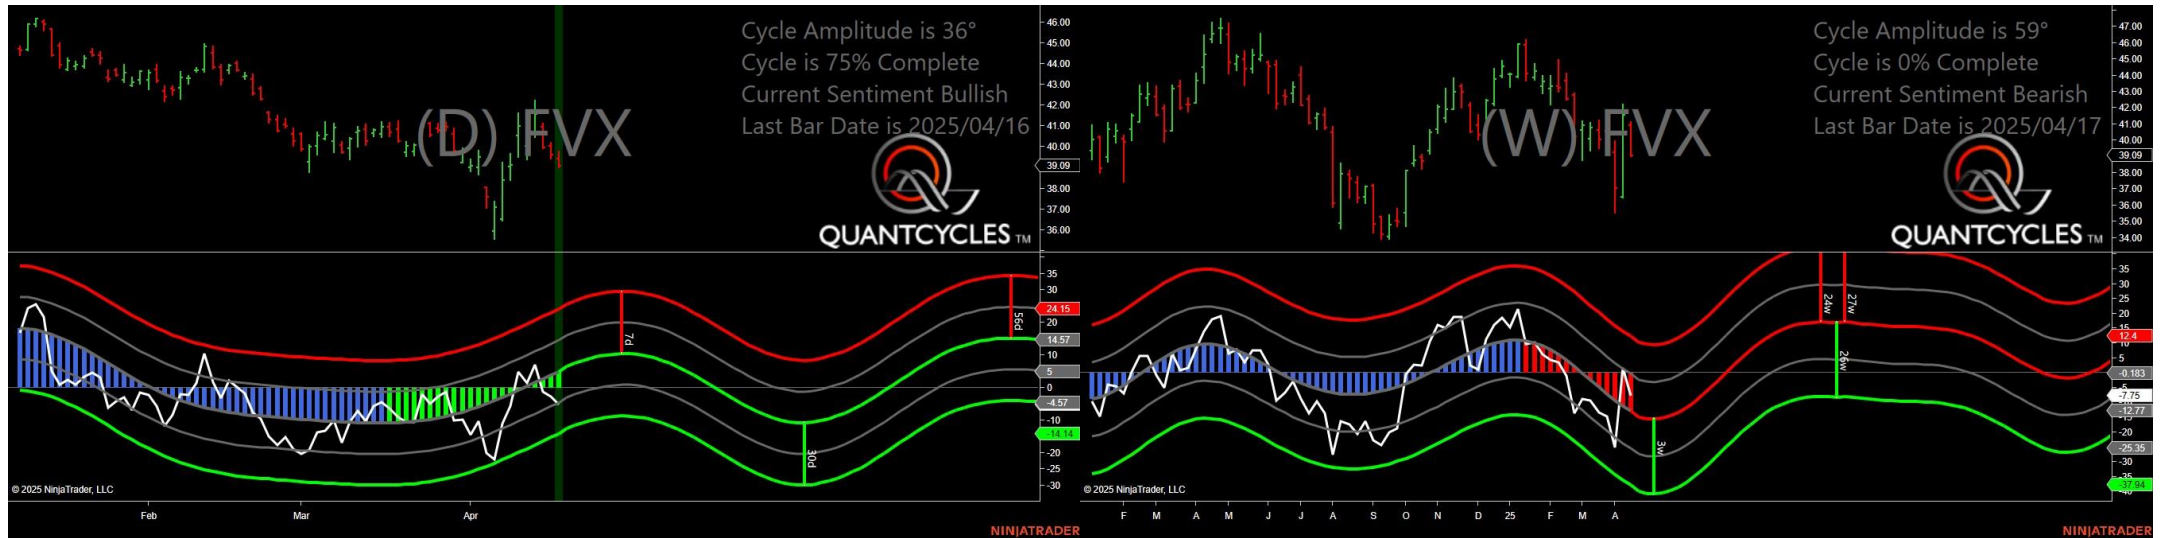 Cycle Amplitude is 36°
Cycle is 75% Complete
Current Sentiment Bullish
Last Bar Date is 2025/04/16
(D) FVX
QUANTCYCLES TM
46.00
45.00
44.00
43.00
42.00
41.00
40.00
39.09
38.00
37.00
36.00
35
30
24.15
20
14.57
10
5
0
-4.57
-10
-14.14
-20
-25
-30
7d
30d
56d
© 2025 NinjaTrader, LLC
Feb
Mar
Apr
NINJATRADER
Cycle Amplitude is 59°
Cycle is 0% Complete
Current Sentiment Bearish
Last Bar Date is 2025/04/17
(W) FVX
QUANTCYCLES TM
47.00
46.00
45.00
44.00
43.00
42.00
41.00
40.00
39.09
38.00
37.00
36.00
35.00
34.00
35
30
25
20
15
12.4
10
5
-0.183
-5
-7.75
-12.77
-20
-25.35
-30
-35
-37.94
24w
27w
26w
3w
© 2025 NinjaTrader, LLC
F
M
A
M
J
J
A
S
O
N
D
25
F
M
A
NINJATRADER